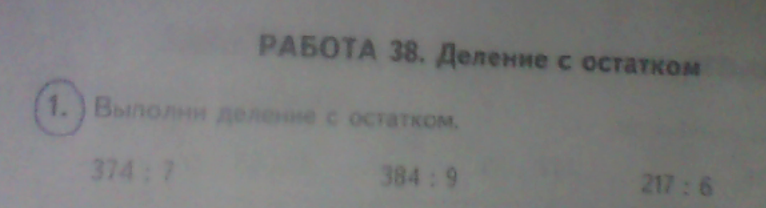 РАБОТА 38. Деление с остатком
1. Выполни деление с остатком.
374 : 7 384 : 9 217 : 6